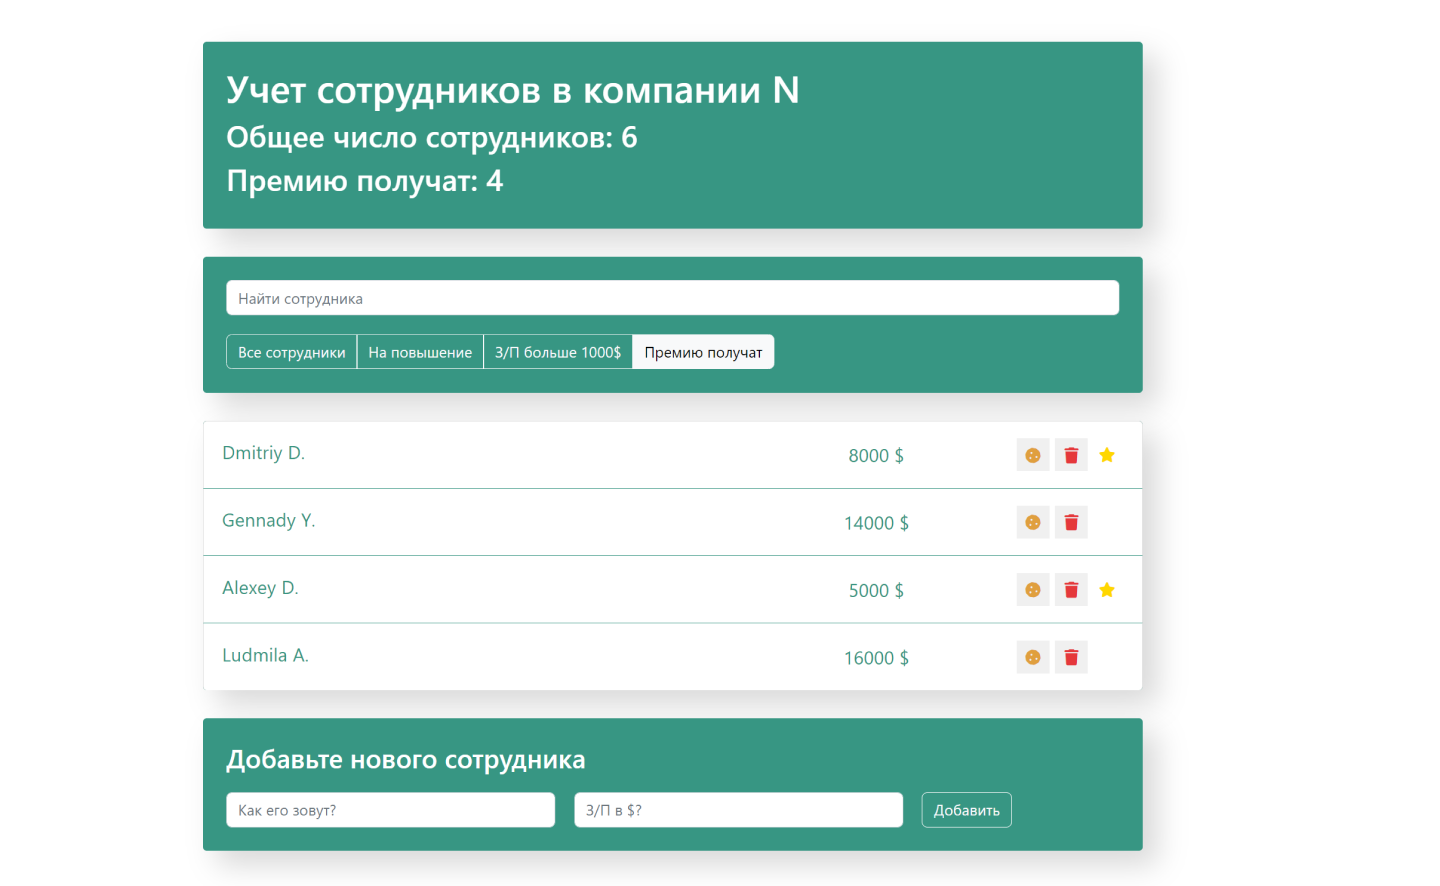 Учет сотрудников в компании N
Общее число сотрудников: 6
Премию получат: 4
Найти сотрудника
Все сотрудники На повышение З/П больше 1000$ Премию получат
Dmitriy D. 8000 $
Gennady Y. 14000 $
Alexey D. 5000 $
Ludmila A. 16000 $
Добавьте нового сотрудника
Как его зовут? З/П в $? Добавить